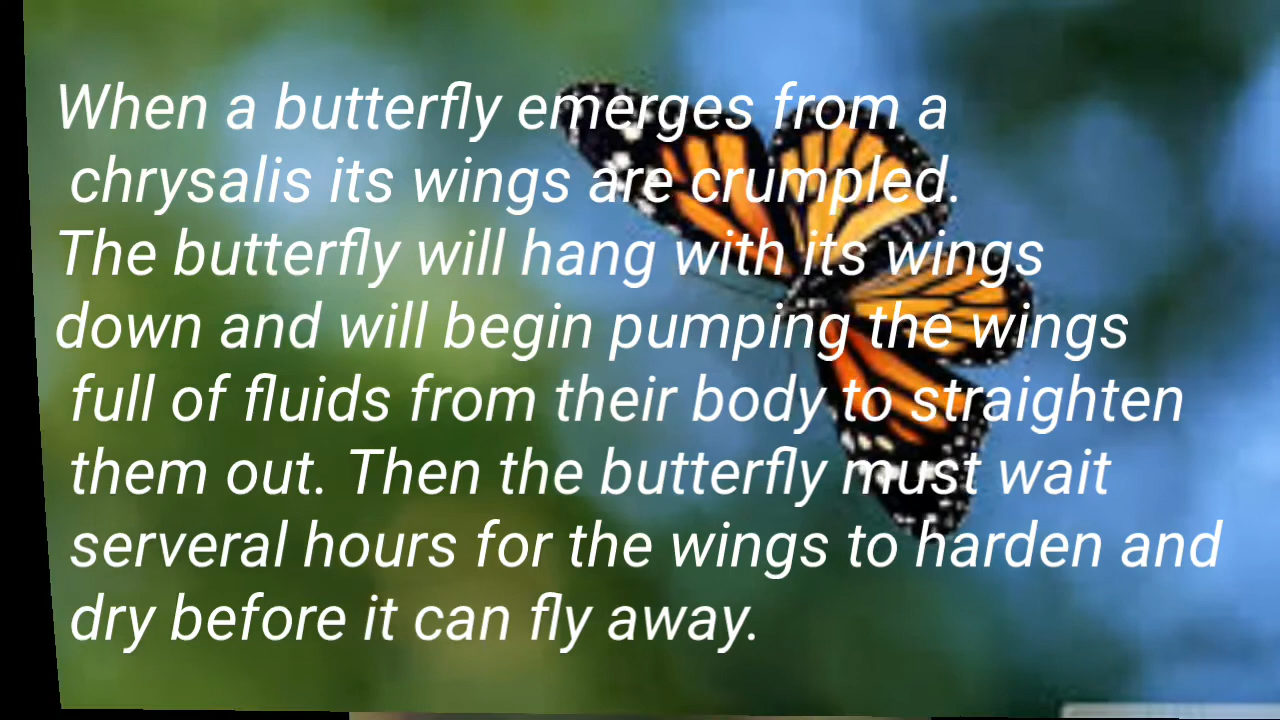 When a butterfly emerges from a
chrysalis its wings are crumpled.
The butterfly will hang with its wings
down and will begin pumping the wings
full of fluids from their body to straighten
them out. Then the butterfly must wait
serveral hours for the wings to harden and
dry before it can fly away.